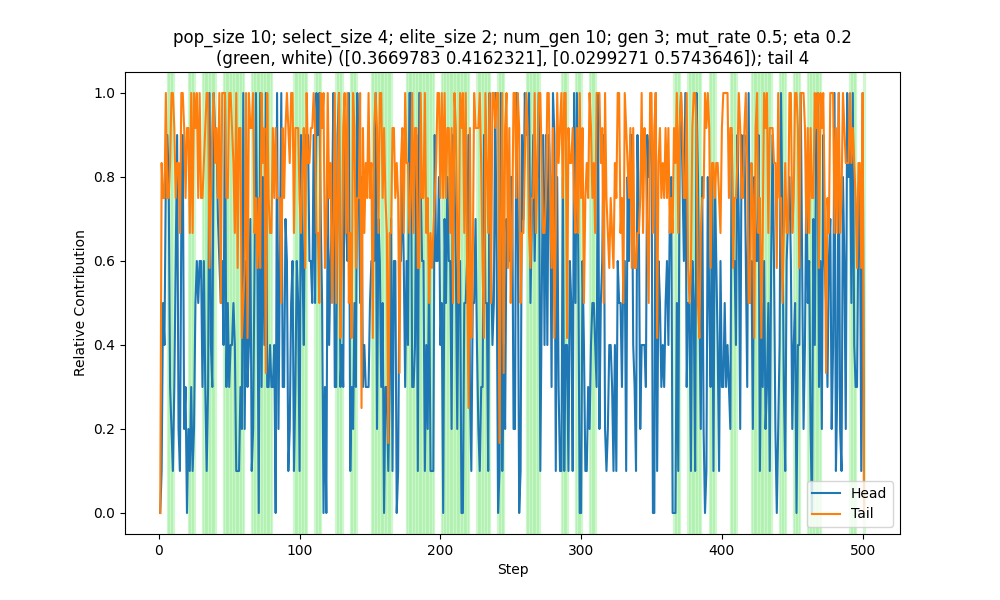 pop_size 10; select_size 4; elite_size 2; num_gen 10; gen 3; mut_rate 0.5; eta 0.2
(green, white) ([0.3669783 0.4162321], [0.0299271 0.5743646]); tail 4
1.0
0.8
0.6
0.4
0.2
0.0
Relative Contribution
0
100
200
300
400
500
Step
Head
Tail